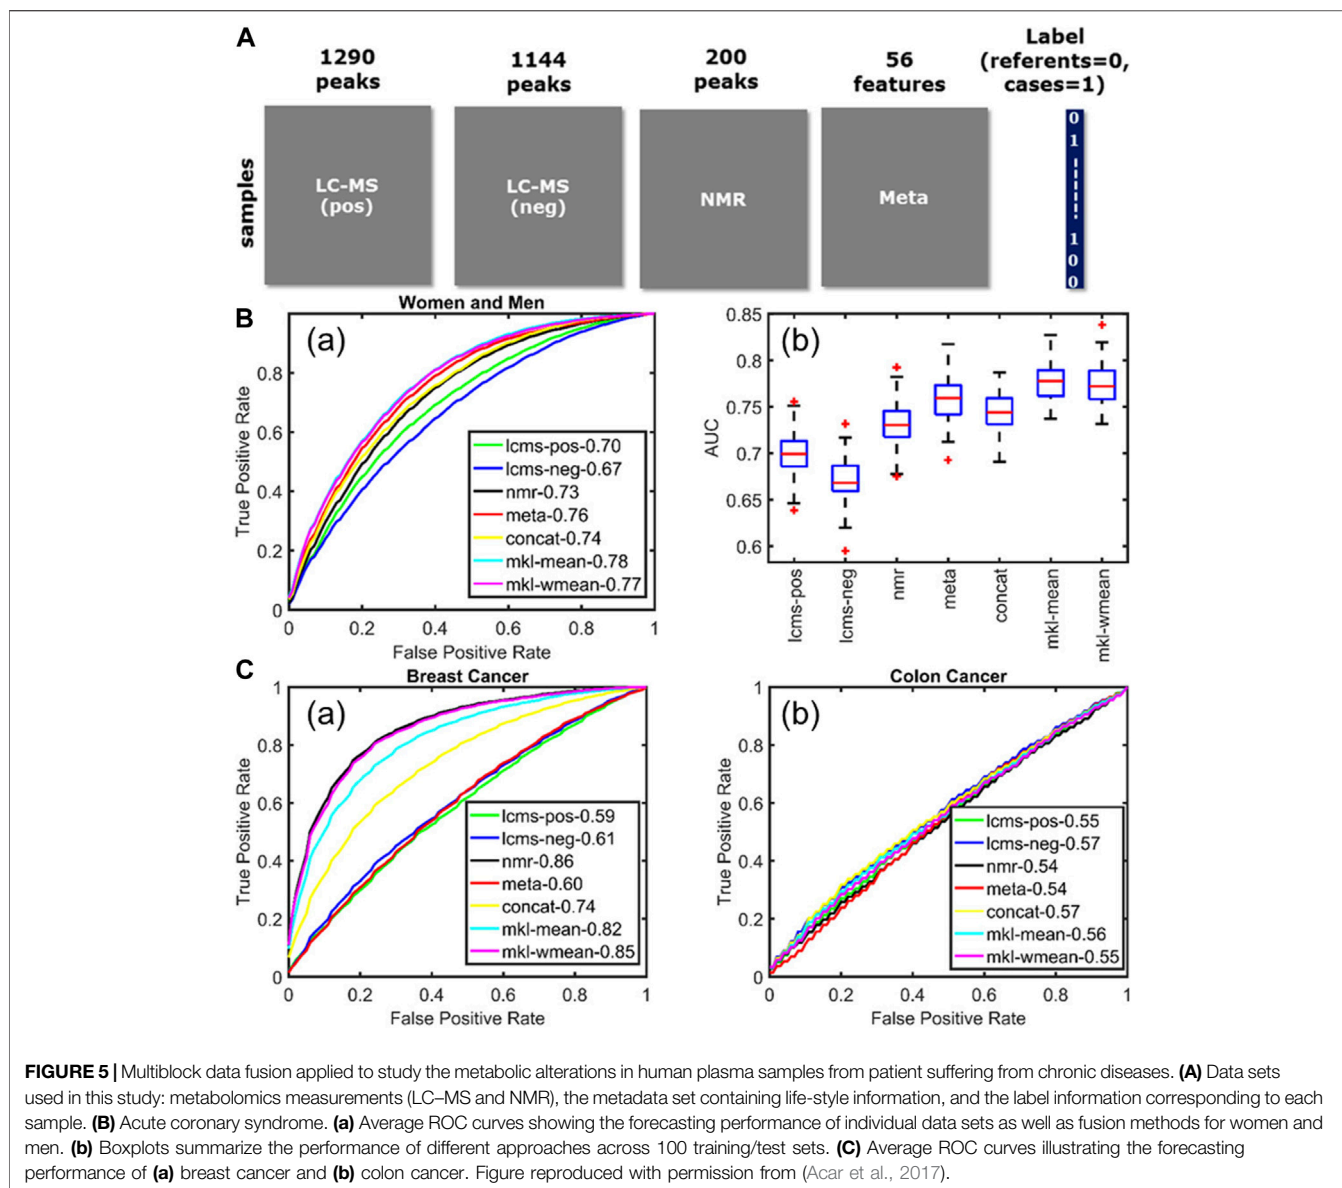 A
1290
peaks
1144
peaks
200
peaks
56
features
Label
(referents=0,
cases=1)
samples
LC-MS
(pos)
LC-MS
(neg)
NMR
Meta
0
1
1
0
0
B
Women and Men
(a)
True Positive Rate
0.8
0.6
0.4
0.2
0
0 0.2 0.4 0.6 0.8 1
False Positive Rate
lcms-pos-0.70
lcms-neg-0.67
nmr-0.73
meta-0.76
concat-0.74
mkl-mean-0.78
mkl-wmean-0.77
(b)
AUC
0.85
0.8
0.75
0.7
0.65
0.6
lcms-pos
lcms-neg
nmr
meta
concat
mkl-mean
mkl-wmean
C
Breast Cancer
(a)
True Positive Rate
1
0.8
0.6
0.4
0.2
0
0 0.2 0.4 0.6 0.8 1
False Positive Rate
lcms-pos-0.59
lcms-neg-0.61
nmr-0.86
meta-0.60
concat-0.74
mkl-mean-0.82
mkl-wmean-0.85
Colon Cancer
(b)
True Positive Rate
1
0.8
0.6
0.4
0.2
0
0 0.2 0.4 0.6 0.8 1
False Positive Rate
lcms-pos-0.55
lcms-neg-0.57
nmr-0.54
meta-0.54
concat-0.57
mkl-mean-0.56
mkl-wmean-0.55
FIGURE 5 | Multiblock data fusion applied to study the metabolic alterations in human plasma samples from patient suffering from chronic diseases. (A) Data sets
used in this study: metabolomics measurements (LC–MS and NMR), the metadata set containing life-style information, and the label information corresponding to each
sample. (B) Acute coronary syndrome. (a) Average ROC curves showing the forecasting performance of individual data sets as well as fusion methods for women and
men. (b) Boxplots summarize the performance of different approaches across 100 training/test sets. (C) Average ROC curves illustrating the forecasting
performance of (a) breast cancer and (b) colon cancer. Figure reproduced with permission from (Acar et al., 2017).